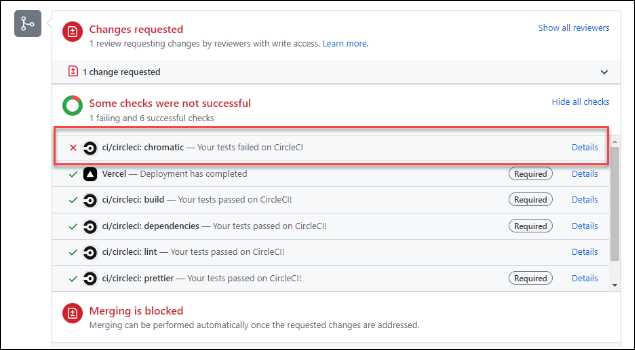 Changes requested
Show all reviewers
1 review requesting changes by reviewers with write access. Learn more.
1 change requested
Some checks were not successful
Hide all checks
1 failing and 6 successful checks
ci/circleci: chromatic — Your tests failed on CircleCI
Details
Vercel — Deployment has completed
Required
Details
ci/circleci: build — Your tests passed on CircleCI!
Required
Details
ci/circleci: dependencies — Your tests passed on CircleCI!
Required
Details
ci/circleci: lint — Your tests passed on CircleCI!
Details
ci/circleci: prettier — Your tests passed on CircleCI!
Required
Details
Merging is blocked
Merging can be performed automatically once the requested changes are addressed.